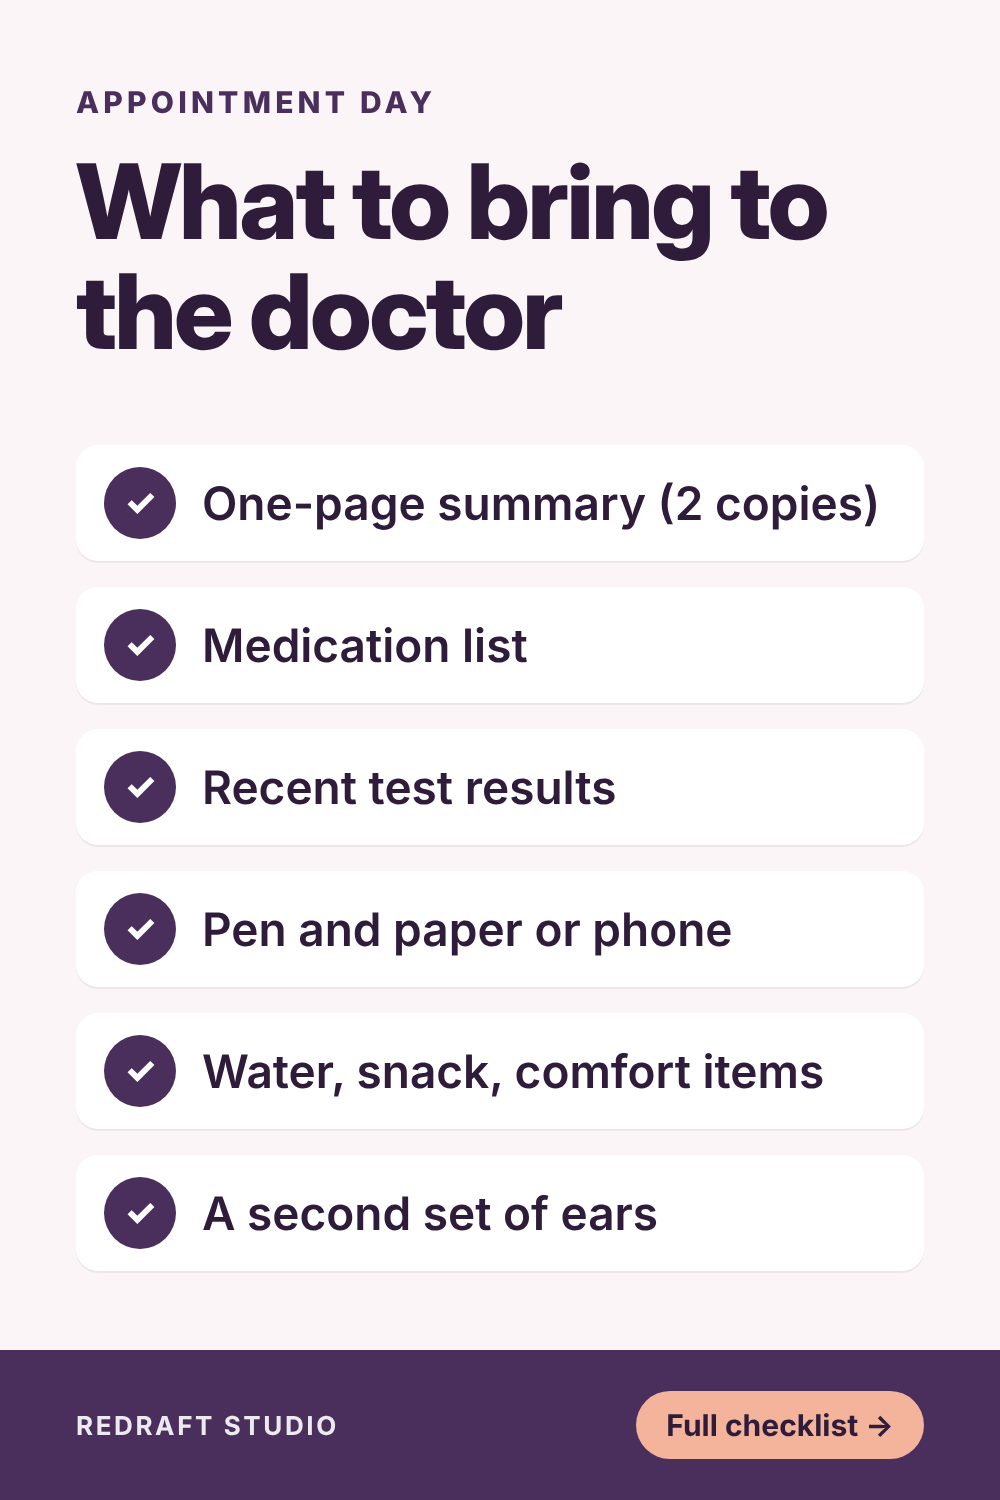 APPOINTMENT DAY
What to bring to
the doctor
One-page summary (2 copies)
Medication list
Recent test results
Pen and paper or phone
Water, snack, comfort items
A second set of ears
REDRAFT STUDIO
Full checklist →